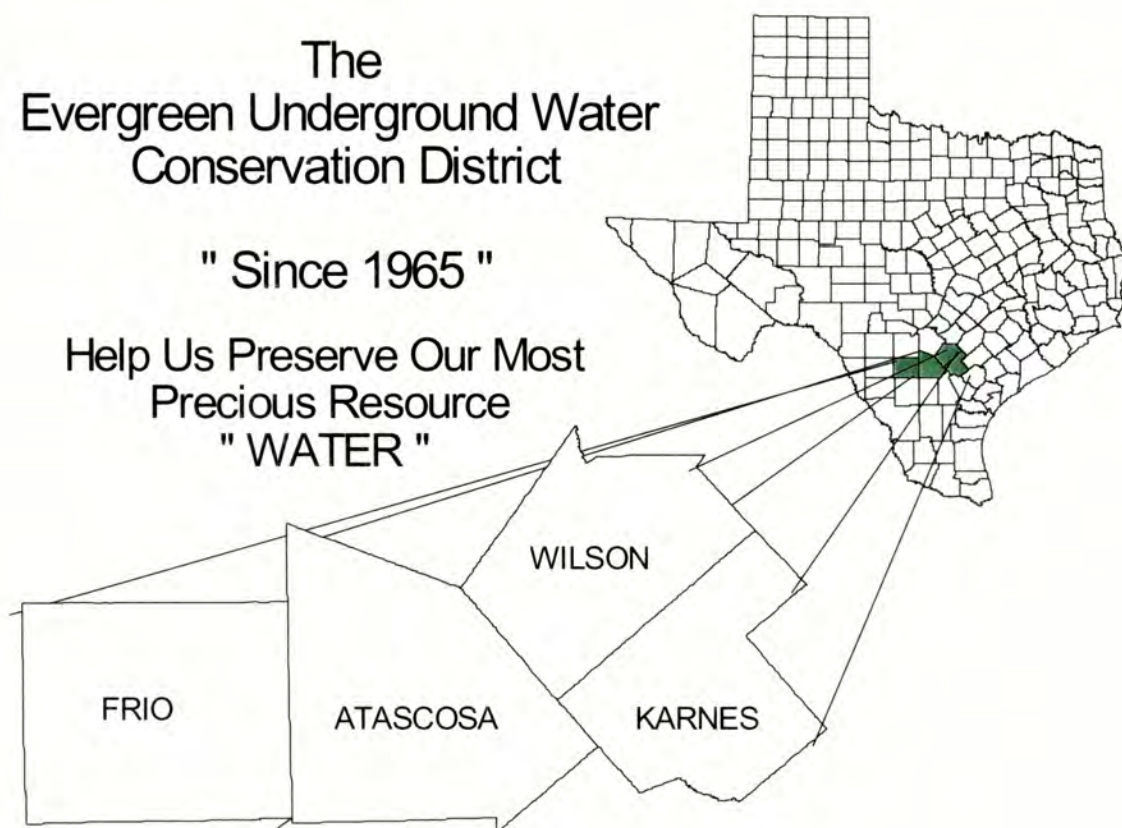 The
Evergreen Underground Water
Conservation District
" Since 1965 "
Help Us Preserve Our Most
Precious Resource
" WATER "
WILSON
FRIO
ATASCOSA
KARNES